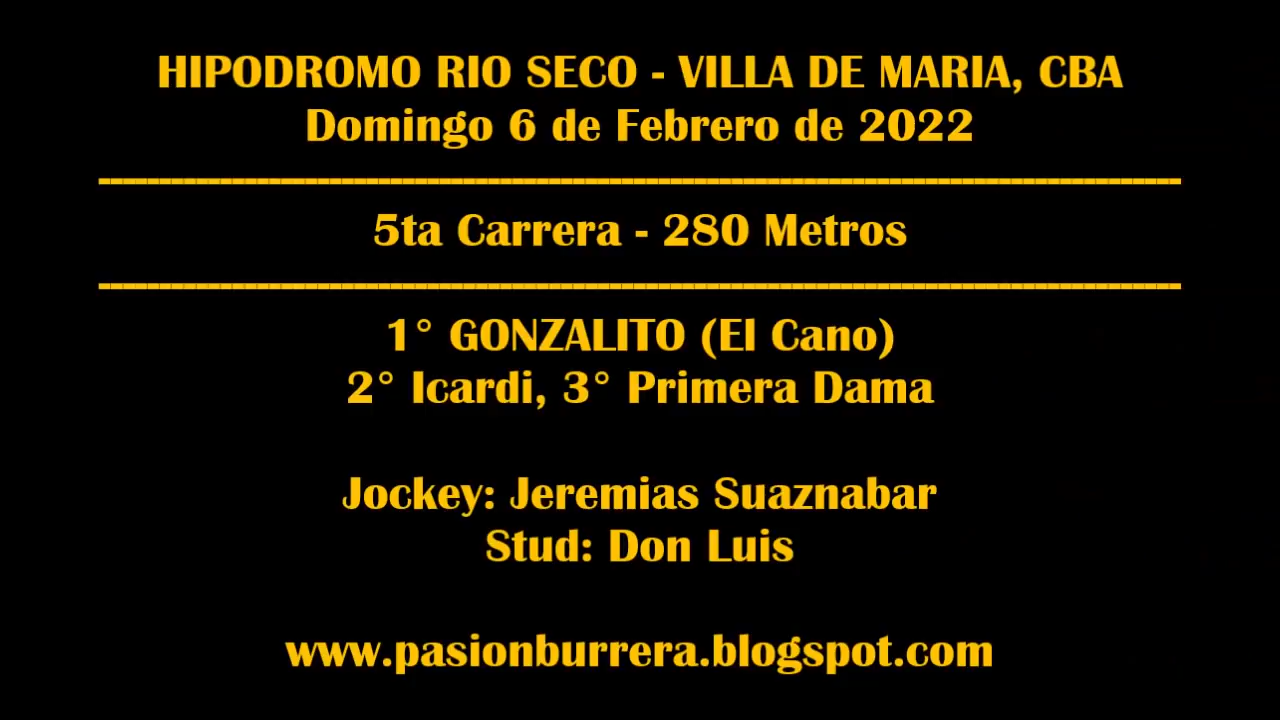 HIPODROMO RIO SECO - VILLA DE MARIA, CBA
Domingo 6 de Febrero de 2022
5ta Carrera - 280 Metros
1° GONZALITO (El Cano)
2° Icardi, 3° Primera Dama
Jockey: Jeremias Suaznabar
Stud: Don Luis
www.pasionburrera.blogspot.com